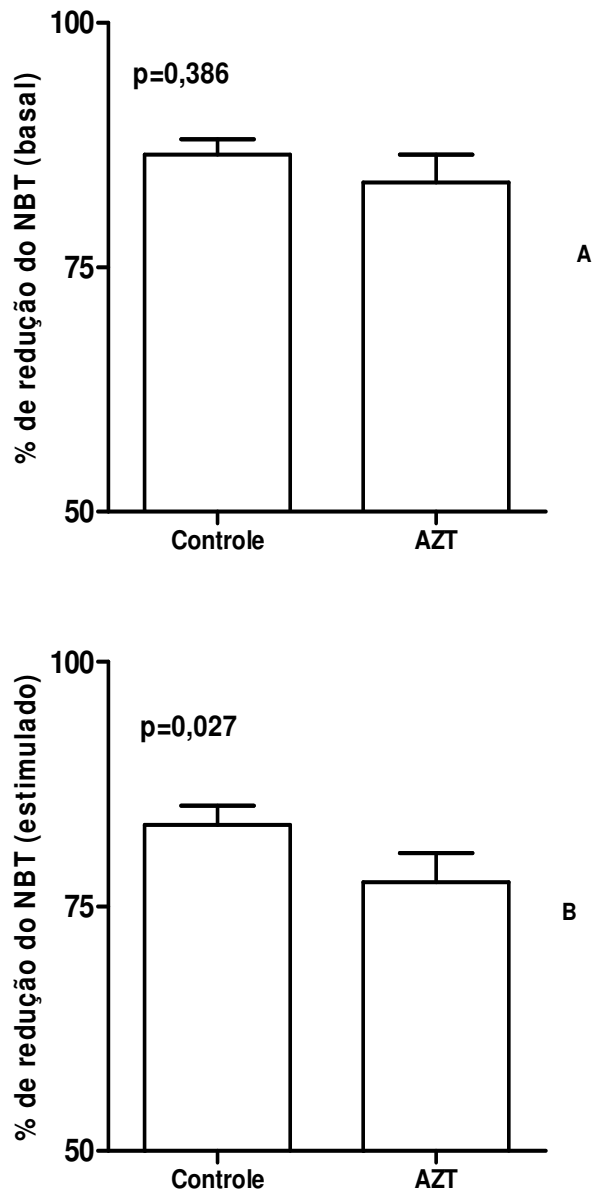 100
75
50
% de redução do NBT (basal)
p=0,386
Controle
AZT
A
100
75
50
% de redução do NBT (estimulado)
p=0,027
Controle
AZT
B